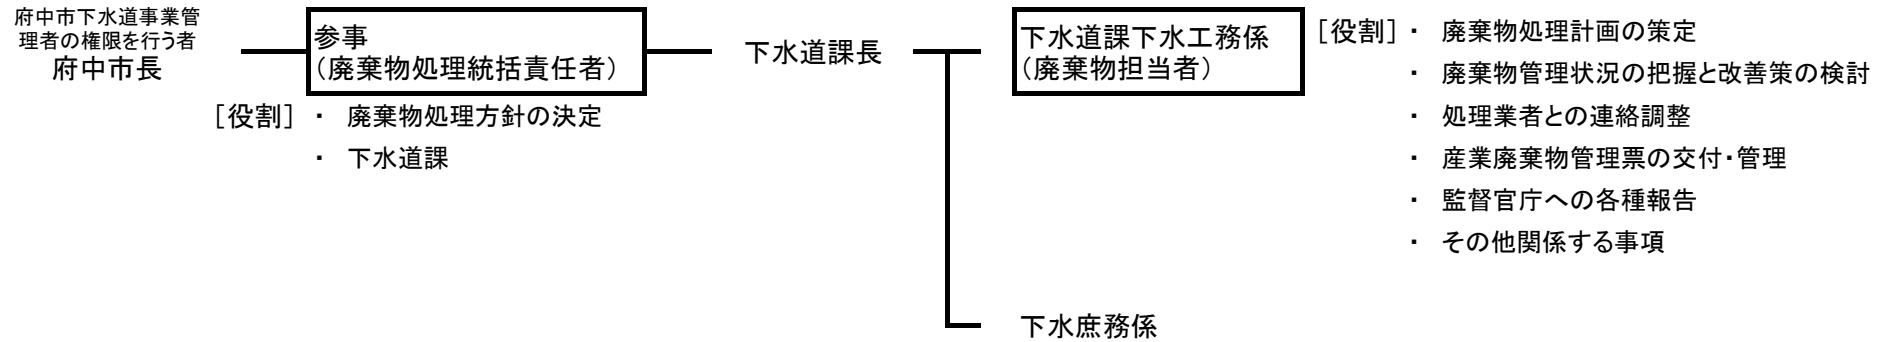 府中市下水道事業管
理者の権限を行う者
府中市長
参事
（廃棄物処理統括責任者）
［役割］・ 廃棄物処理方針の決定
・ 下水道課
下水道課長
下水道課下水工務係
（廃棄物担当者）
［役割］・ 廃棄物処理計画の策定
・ 廃棄物管理状況の把握と改善策の検討
・ 処理業者との連絡調整
・ 産業廃棄物管理票の交付・管理
・ 監督官庁への各種報告
・ その他関係する事項
下水庶務係